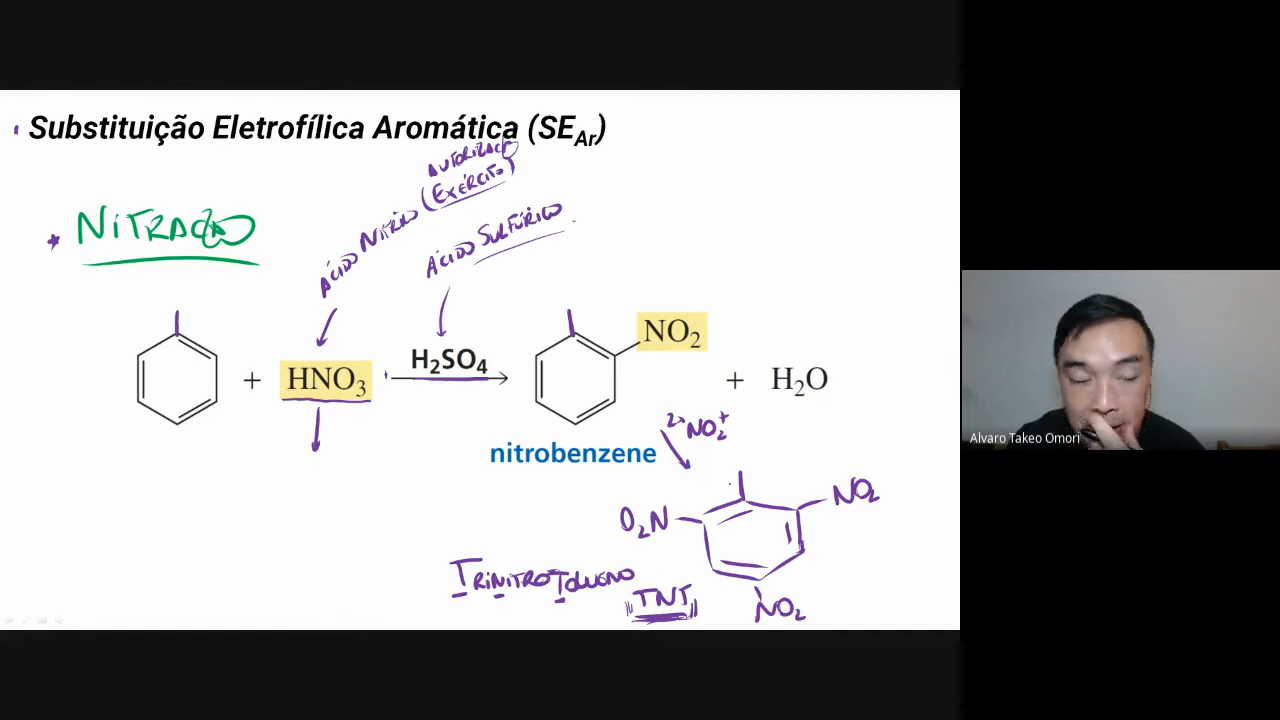 Substituição Eletrofílica Aromática (SEAr)
AUTORIZAÇÃO
(EXÉRCITO)
* NITRAÇÃO
ÁCIDO NÍTRICO
ÁCIDO SULFÚRICO
NO2
+ HNO3 H2SO4 + H2O
2x NO2+
Alvaro Takeo Omori
nitrobenzene
O2N NO2
TRINITROTOLUENO
"TNT"
NO2